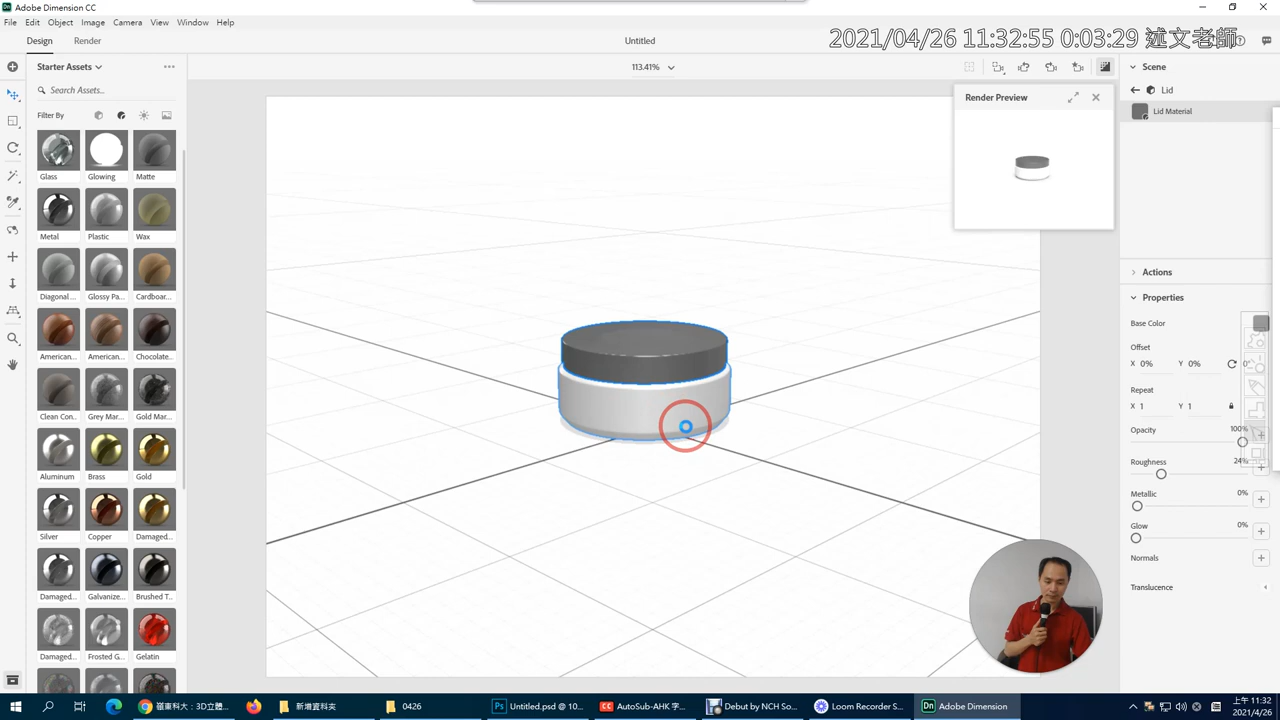 Adobe Dimension CC
File Edit Object Image Camera View Window Help
Design Render Untitled
2021/04/26 11:32:55 0:03:29 述文老師
Starter Assets
113.41%
Search Assets...
Filter By
Glass Glowing Matte
Metal Plastic Wax
Diagonal ... Glossy Pa... Cardboar...
American... American... Chocolate...
Clean Con... Grey Mar... Gold Mar...
Aluminum Brass Gold
Silver Copper Damaged...
Damaged... Galvanize... Brushed T...
Damaged... Frosted G... Gelatin
Render Preview
Scene
Lid
Lid Material
Actions
Properties
Base Color
Offset
X 0% Y 0% 0°
Repeat
X 1 Y 1
Opacity 100%
Roughness 24%
Metallic 0%
Glow 0%
Normals
Translucence
新增資料夾
0426
Untitled.psd @ 10...
AutoSub-AHK 字...
Debut by NCH So...
Loom Recorder S...
Adobe Dimension
上午 11:32
2021/4/26